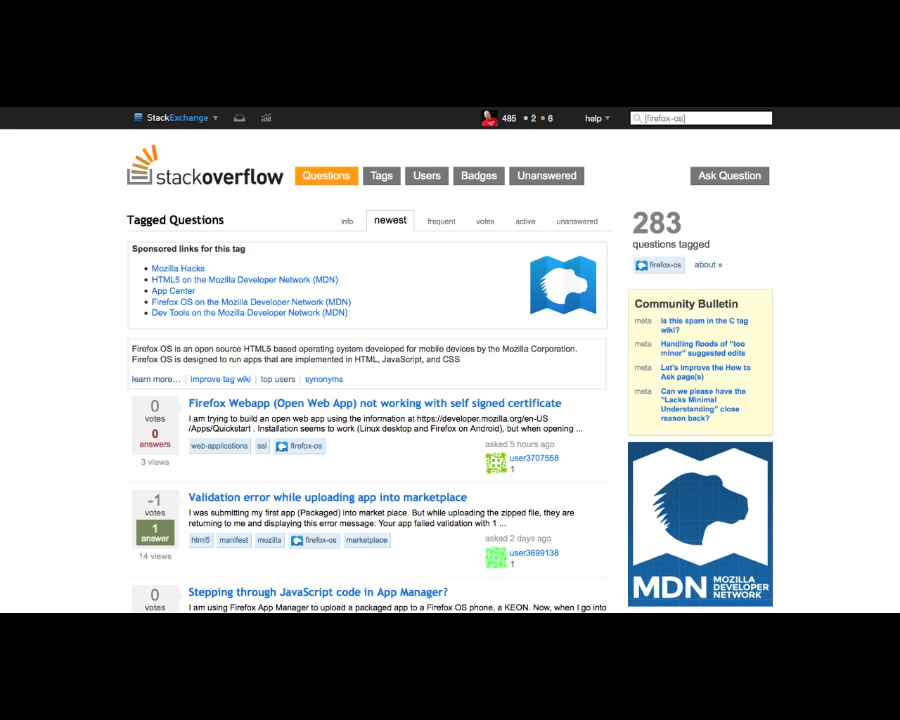 StackExchange ▼ 485 • 2 • 6 help ▼ [firefox-os]
stackoverflow Questions Tags Users Badges Unanswered Ask Question
Tagged Questions info newest frequent votes active unanswered
283
questions tagged
firefox-os about »
Sponsored links for this tag
• Mozilla Hacks
• HTML5 on the Mozilla Developer Network (MDN)
• App Center
• Firefox OS on the Mozilla Developer Network (MDN)
• Dev Tools on the Mozilla Developer Network (MDN)
Firefox OS is an open source HTML5 based operating system developed for mobile devices by the Mozilla Corporation.
Firefox OS is designed to run apps that are implemented in HTML, JavaScript, and CSS
learn more... | improve tag wiki | top users | synonyms
0
votes
0
answers
3 views
Firefox Webapp (Open Web App) not working with self signed certificate
I am trying to build an open web app using the information at https://developer.mozilla.org/en-US
/Apps/Quickstart . Installation seems to work (Linux desktop and Firefox on Android), but when opening ...
web-applications ssl firefox-os
asked 5 hours ago
user3707558
1
-1
votes
1
answer
14 views
Validation error while uploading app into marketplace
I was submitting my first app (Packaged) into market place. But while uploading the zipped file, they are
returning to me and displaying this error message: Your app failed validation with 1 ...
html5 manifest mozilla firefox-os marketplace
asked 2 days ago
user3699138
1
0
votes
Stepping through JavaScript code in App Manager?
I am using Firefox App Manager to upload a packaged app to a Firefox OS phone, a KEON. Now, when I go into
Community Bulletin
meta Is this spam in the C tag
wiki?
meta Handling floods of "too
minor" suggested edits
meta Let's improve the How to
Ask page(s)
meta Can we please have the
"Lacks Minimal
Understanding" close
reason back?
MDN MOZILLA
DEVELOPER
NETWORK